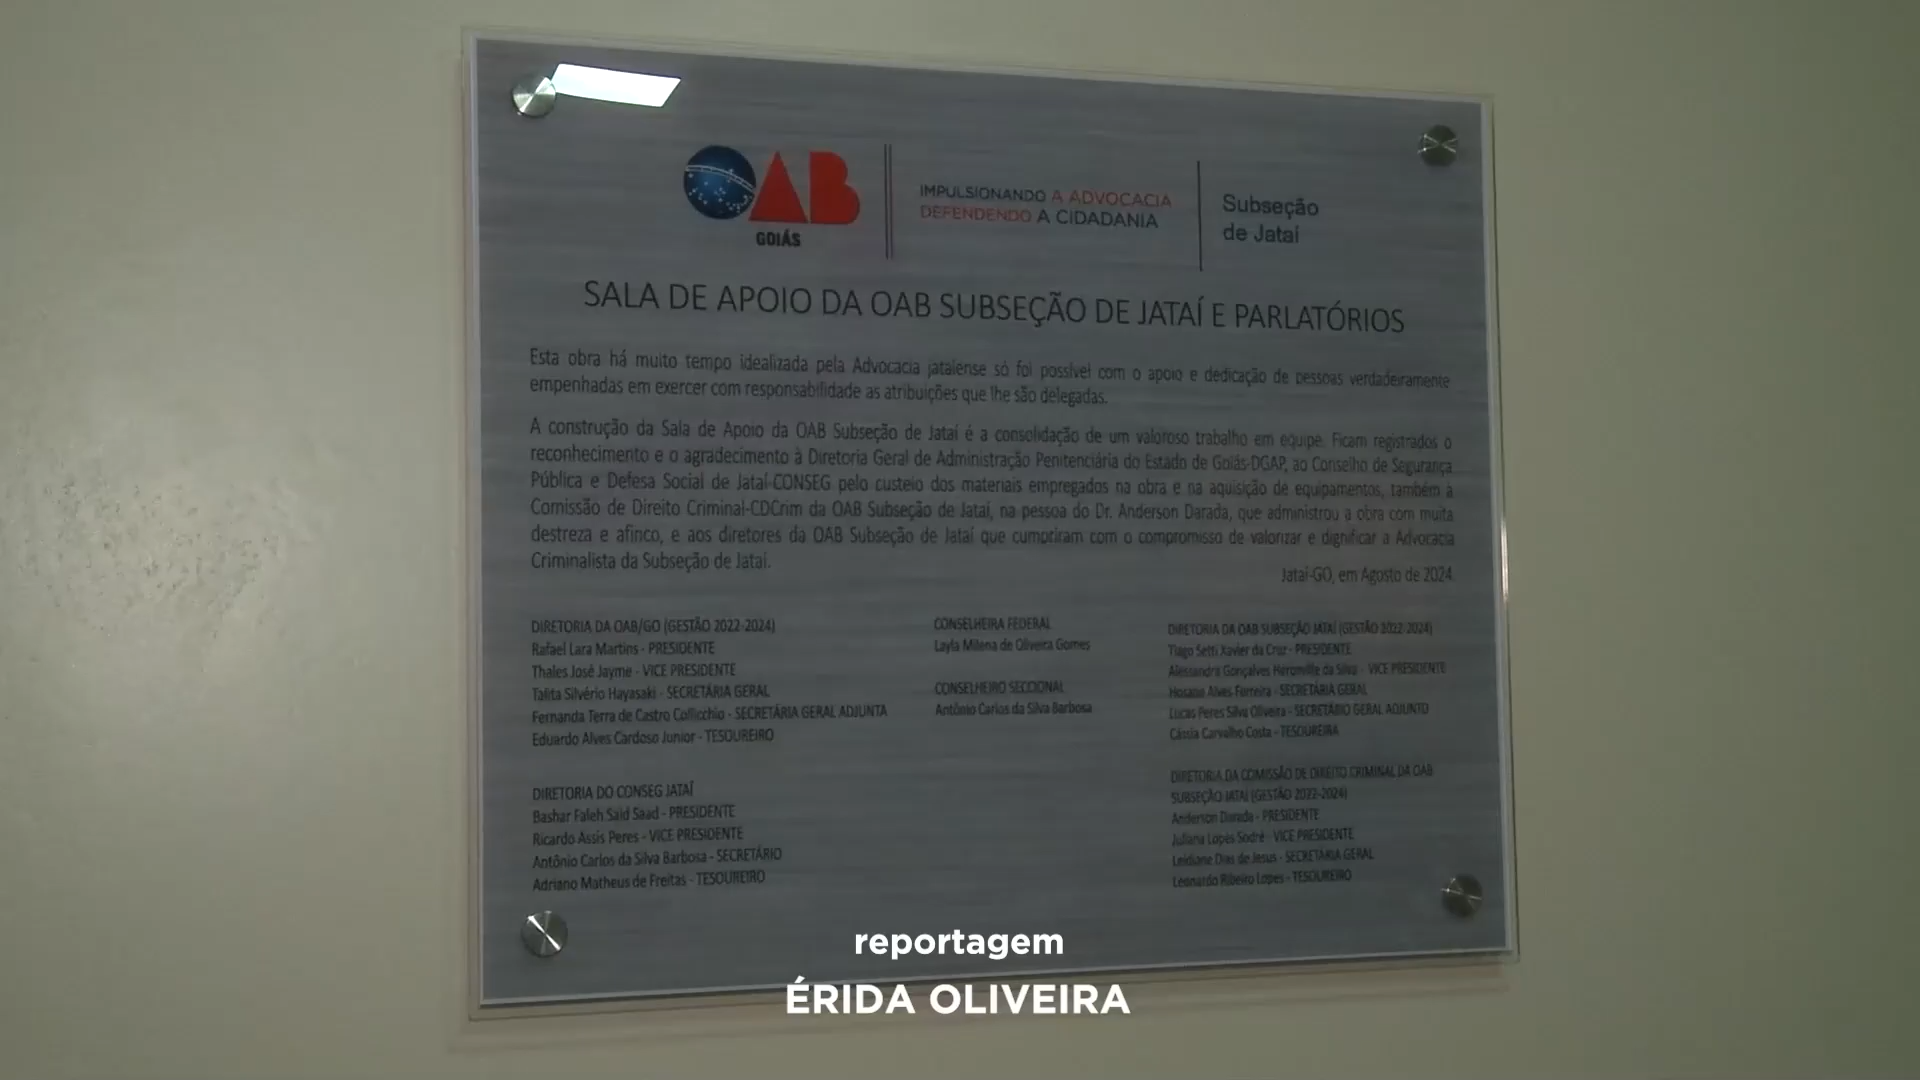 OAB
GOIÁS
IMPULSIONANDO A ADVOCACIA
DEFENDENDO A CIDADANIA
Subseção
de Jataí
SALA DE APOIO DA OAB SUBSEÇÃO DE JATAÍ E PARLATÓRIOS
Esta obra há muito tempo idealizada pela Advocacia jataiense só foi possível com o apoio e dedicação de pessoas verdadeiramente
empenhadas em exercer com responsabilidade as atribuições que lhe são delegadas.
A construção da Sala de Apoio da OAB Subseção de Jataí é a consolidação de um valoroso trabalho em equipe. Ficam registrados o
reconhecimento e o agradecimento à Diretoria Geral de Administração Penitenciária do Estado de Goiás-DGAP, ao Conselho de Segurança
Pública e Defesa Social de Jataí-CONSEG pelo custeio dos materiais empregados na obra e na aquisição de equipamentos, também à
Comissão de Direito Criminal-CDCrim da OAB Subseção de Jataí, na pessoa do Dr. Anderson Darada, que administrou a obra com muita
destreza e afinco, e aos diretores da OAB Subseção de Jataí que cumpriram com o compromisso de valorizar e dignificar a Advocacia
Criminalista da Subseção de Jataí.
Jataí-GO, em Agosto de 2024.
DIRETORIA DA OAB/GO (GESTÃO 2022-2024)
Rafael Lara Martins - PRESIDENTE
Thales José Jayme - VICE PRESIDENTE
Talita Silvério Hayasaki - SECRETÁRIA GERAL
Fernanda Terra de Castro Collicchio - SECRETÁRIA GERAL ADJUNTA
Eduardo Alves Cardoso Junior - TESOUREIRO
CONSELHEIRA FEDERAL
Layla Milena de Oliveira Gomes
CONSELHEIRO SECCIONAL
Antônio Carlos da Silva Barbosa
DIRETORIA DA OAB SUBSEÇÃO JATAÍ (GESTÃO 2022-2024)
Tiago Setti Xavier da Cruz - PRESIDENTE
Alessandra Gonçalves Heronville da Silva - VICE PRESIDENTE
Hosana Alves Ferreira - SECRETÁRIA GERAL
Lucas Peres Silva Oliveira - SECRETÁRIO GERAL ADJUNTO
Cássia Carvalho Costa - TESOUREIRA
DIRETORIA DO CONSEG JATAÍ
Bashar Faleh Said Saad - PRESIDENTE
Ricardo Assis Peres - VICE PRESIDENTE
Antônio Carlos da Silva Barbosa - SECRETÁRIO
Adriano Matheus de Freitas - TESOUREIRO
DIRETORIA DA COMISSÃO DE DIREITO CRIMINAL DA OAB
SUBSEÇÃO JATAÍ (GESTÃO 2022-2024)
Anderson Darada - PRESIDENTE
Juliana Lopes Sodré - VICE PRESIDENTE
Leidiane Dias de Jesus - SECRETÁRIA GERAL
Leonardo Ribeiro Lopes - TESOUREIRO
reportagem
ÉRIDA OLIVEIRA